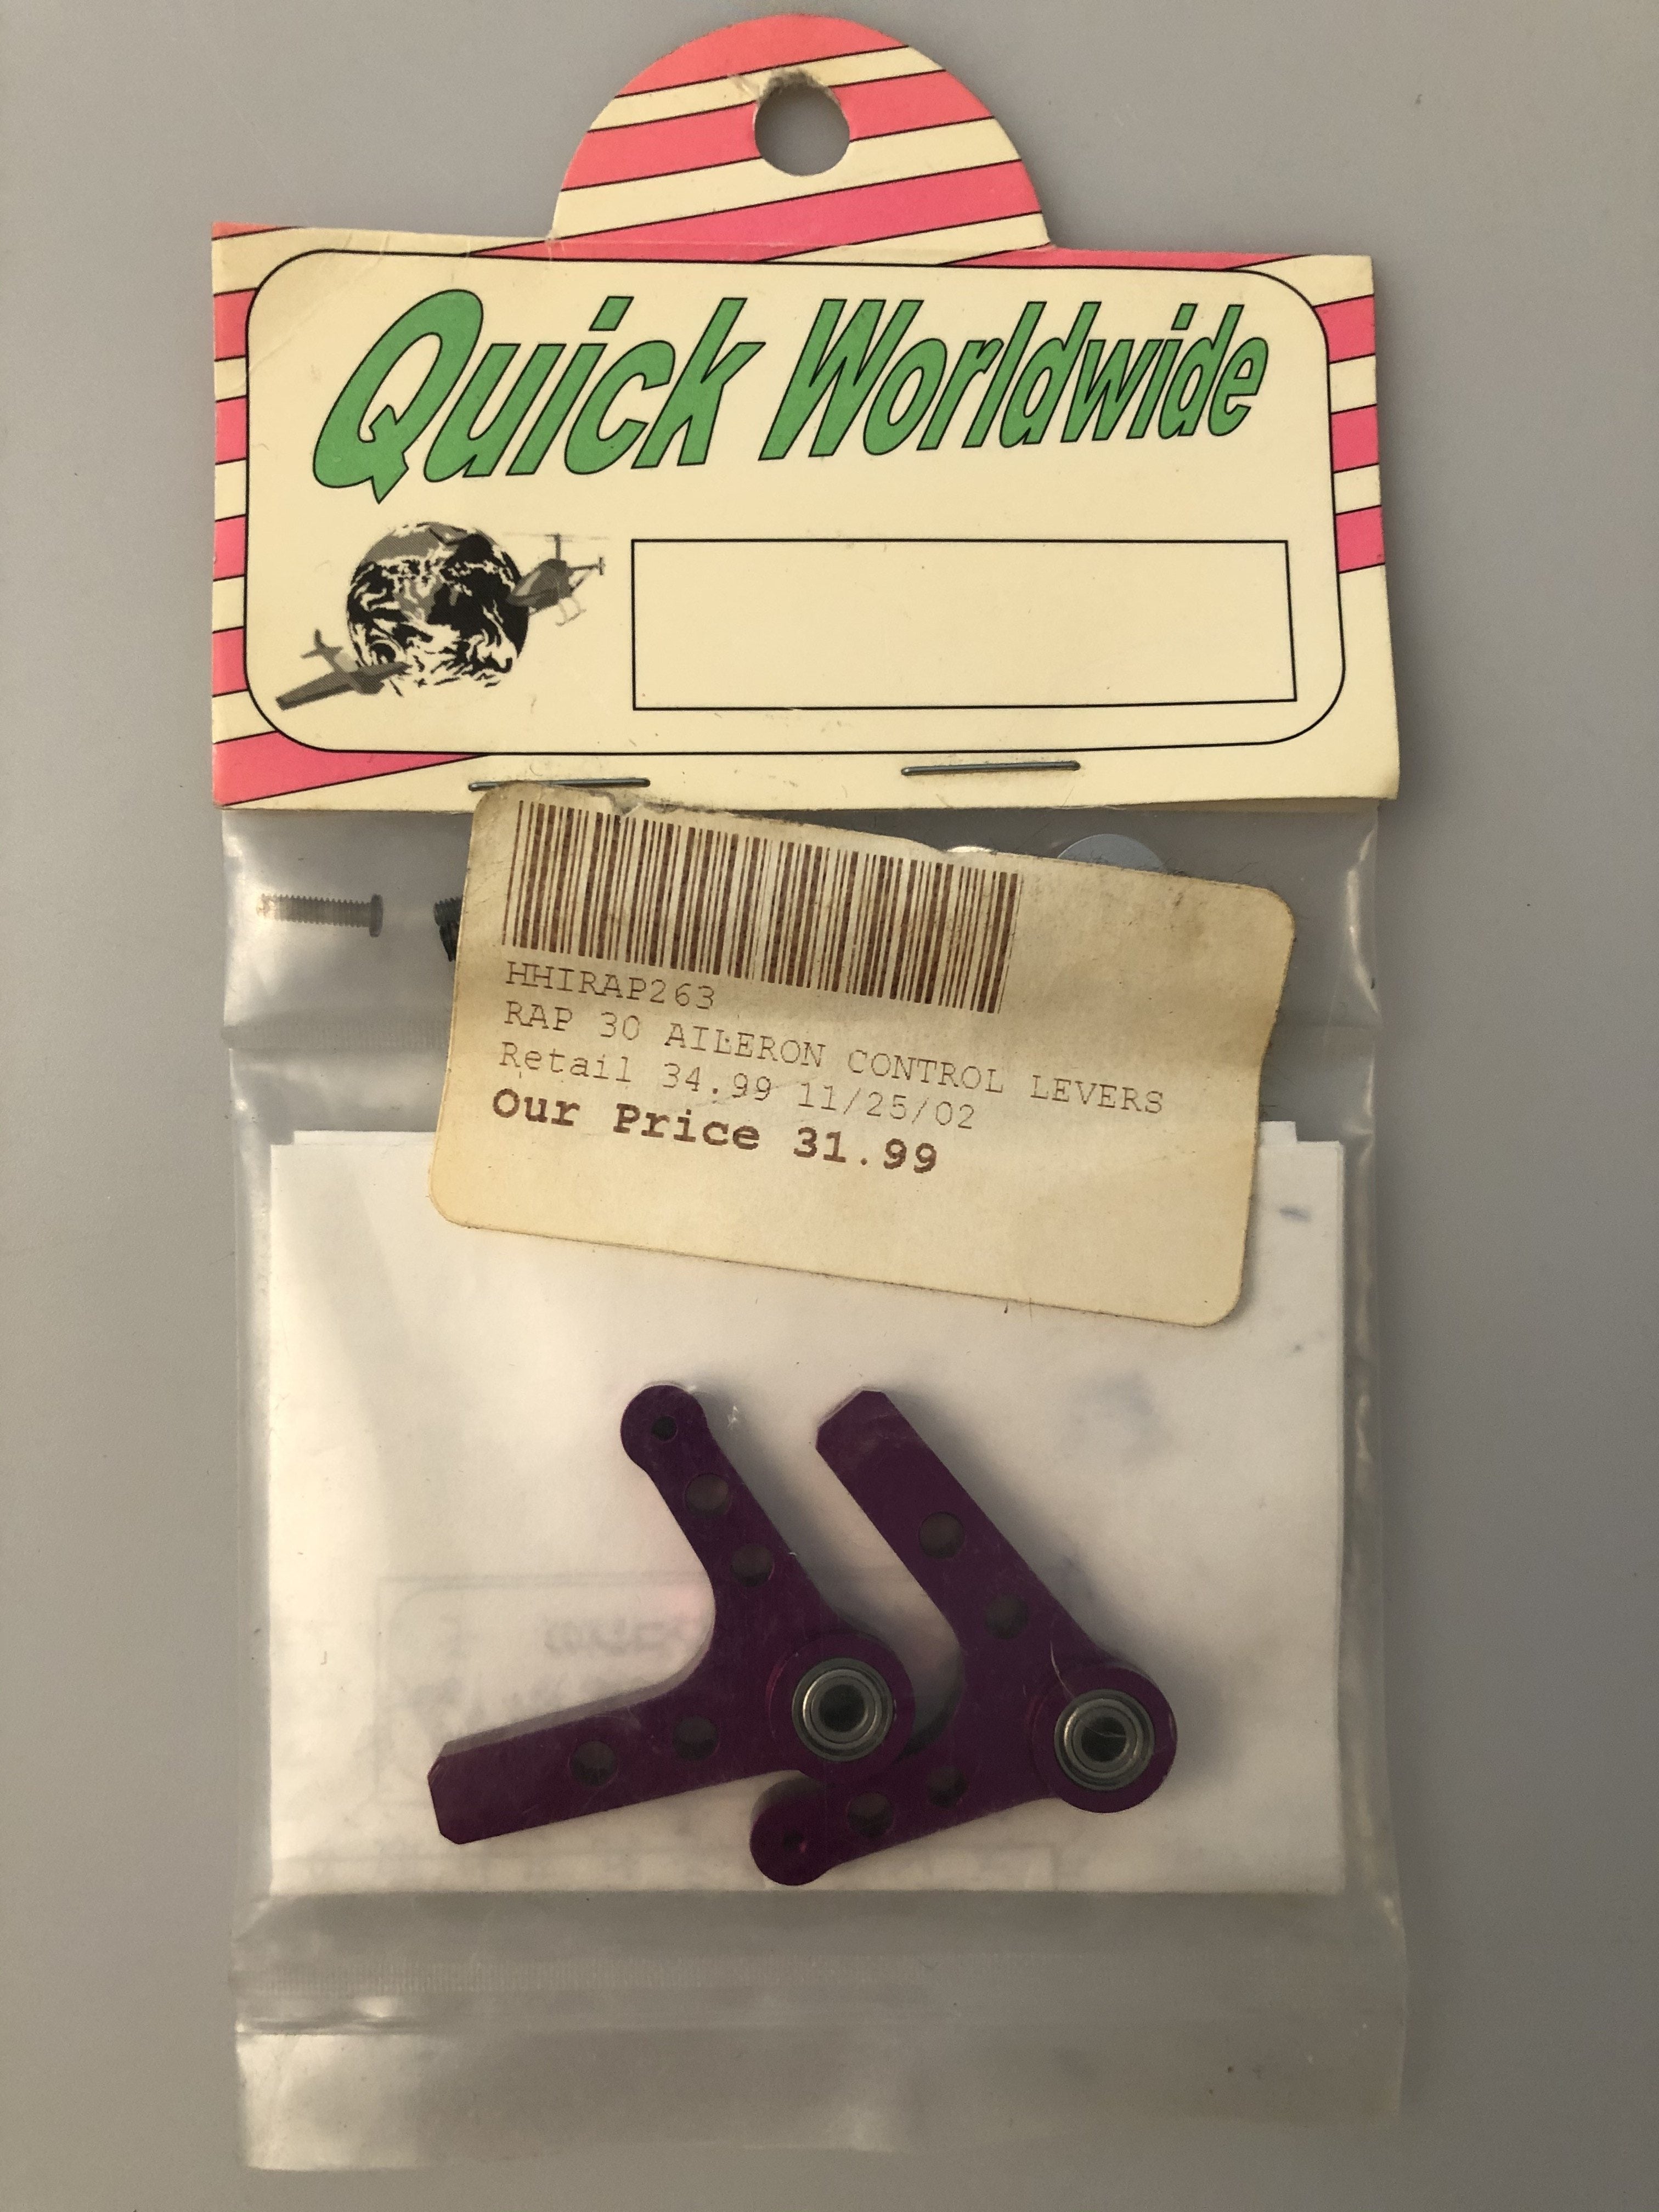 Quick Worldwide
HHIRAP263
RAP 30 AILERON CONTROL LEVERS
Retail 34.99 11/25/02
Our Price 31.99